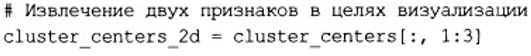 # Извлечение двух признаков в целях визуализации
cluster_centers_2d = cluster_centers[:, 1:3]